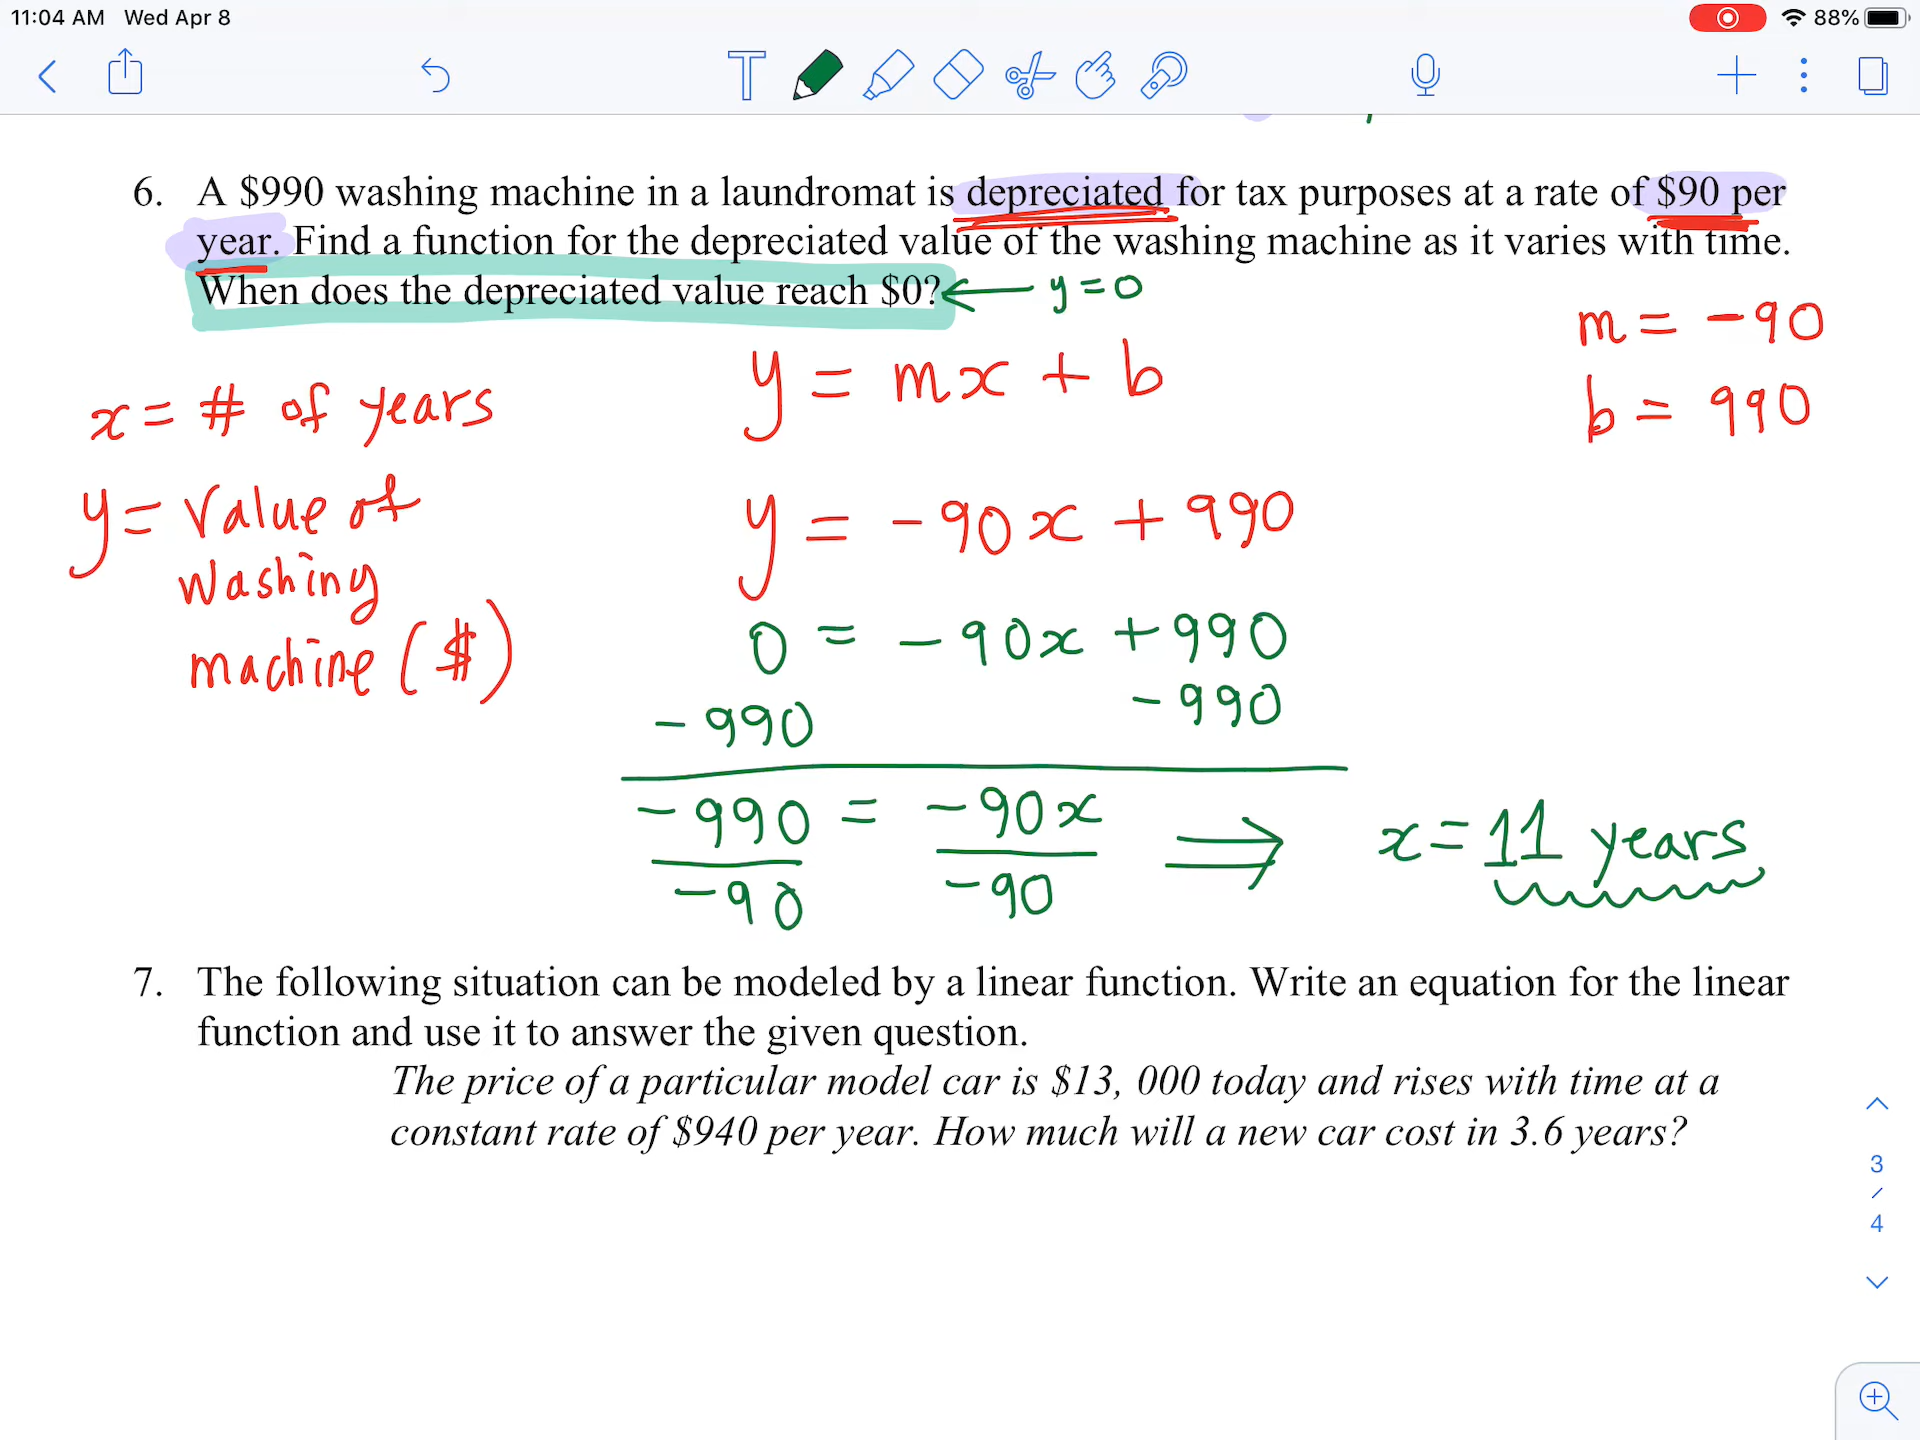 11:04 AM Wed Apr 8
88%
T
6. A $990 washing machine in a laundromat is depreciated for tax purposes at a rate of $90 per
year. Find a function for the depreciated value of the washing machine as it varies with time.
When does the depreciated value reach $0? ← y = 0
m = -90
b = 990
x = # of years
y = value of
washing
machine ($)
y = mx + b
y = -90x + 990
0 = -90x + 990
-990 -990
-990 = -90x ⇒ x = 11 years
-90 -90
7. The following situation can be modeled by a linear function. Write an equation for the linear
function and use it to answer the given question.
The price of a particular model car is $13, 000 today and rises with time at a
constant rate of $940 per year. How much will a new car cost in 3.6 years?
3
/
4